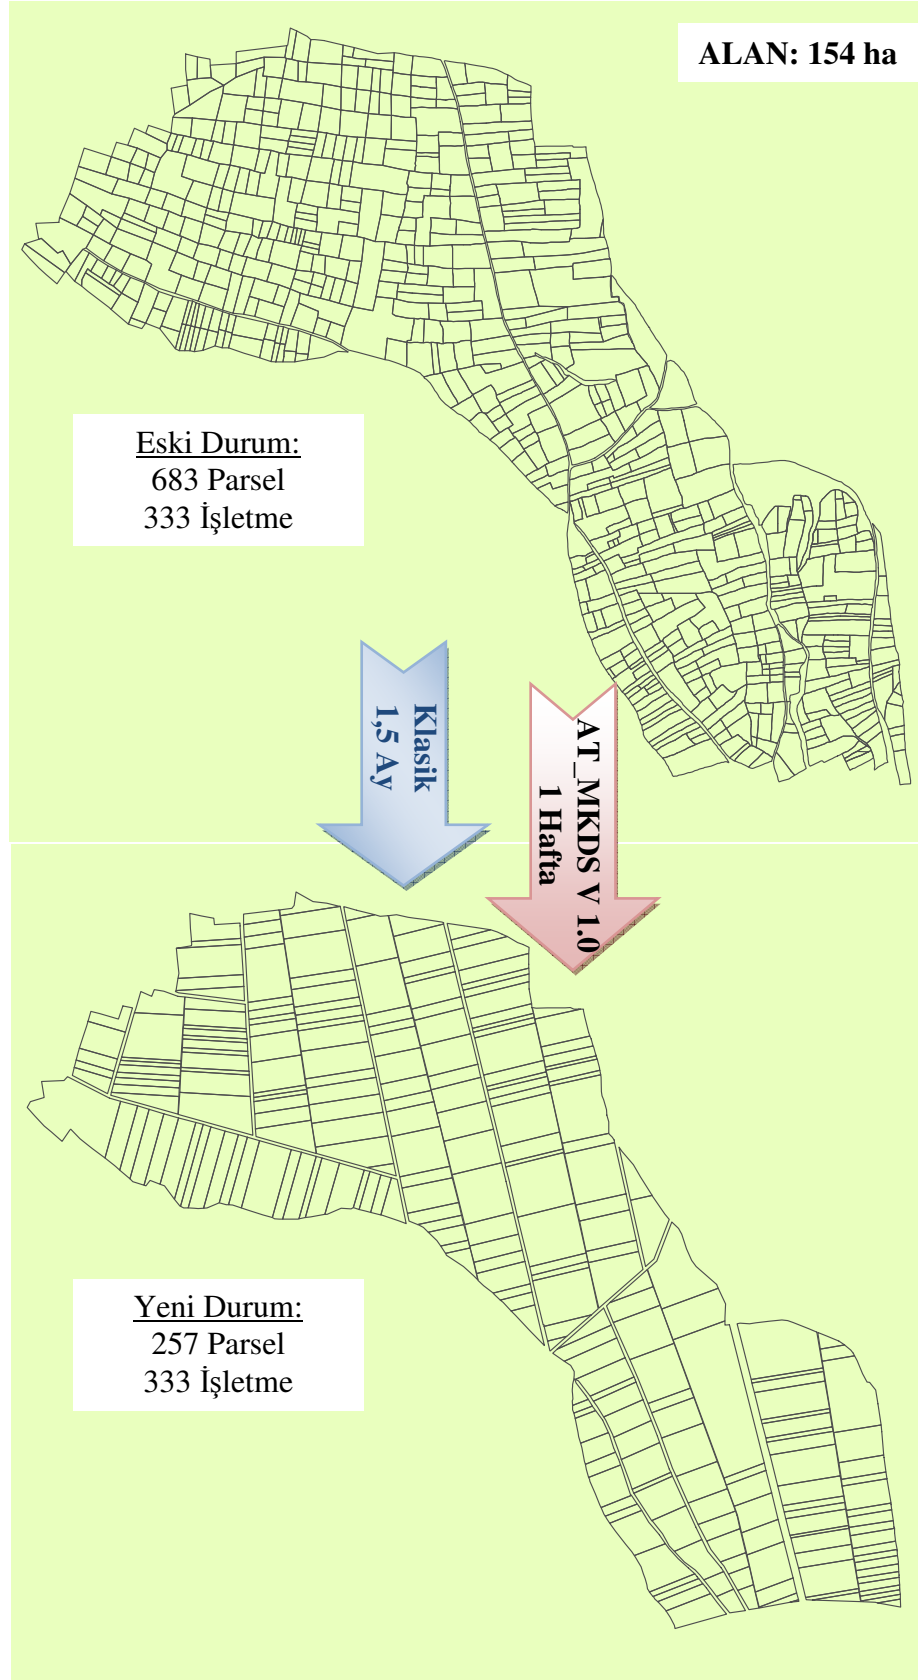 ALAN: 154 ha
Eski Durum:
683 Parsel
333 İşletme
Klasik
1,5 Ay
AT_MKDS V 1.0
1 Hafta
Yeni Durum:
257 Parsel
333 İşletme